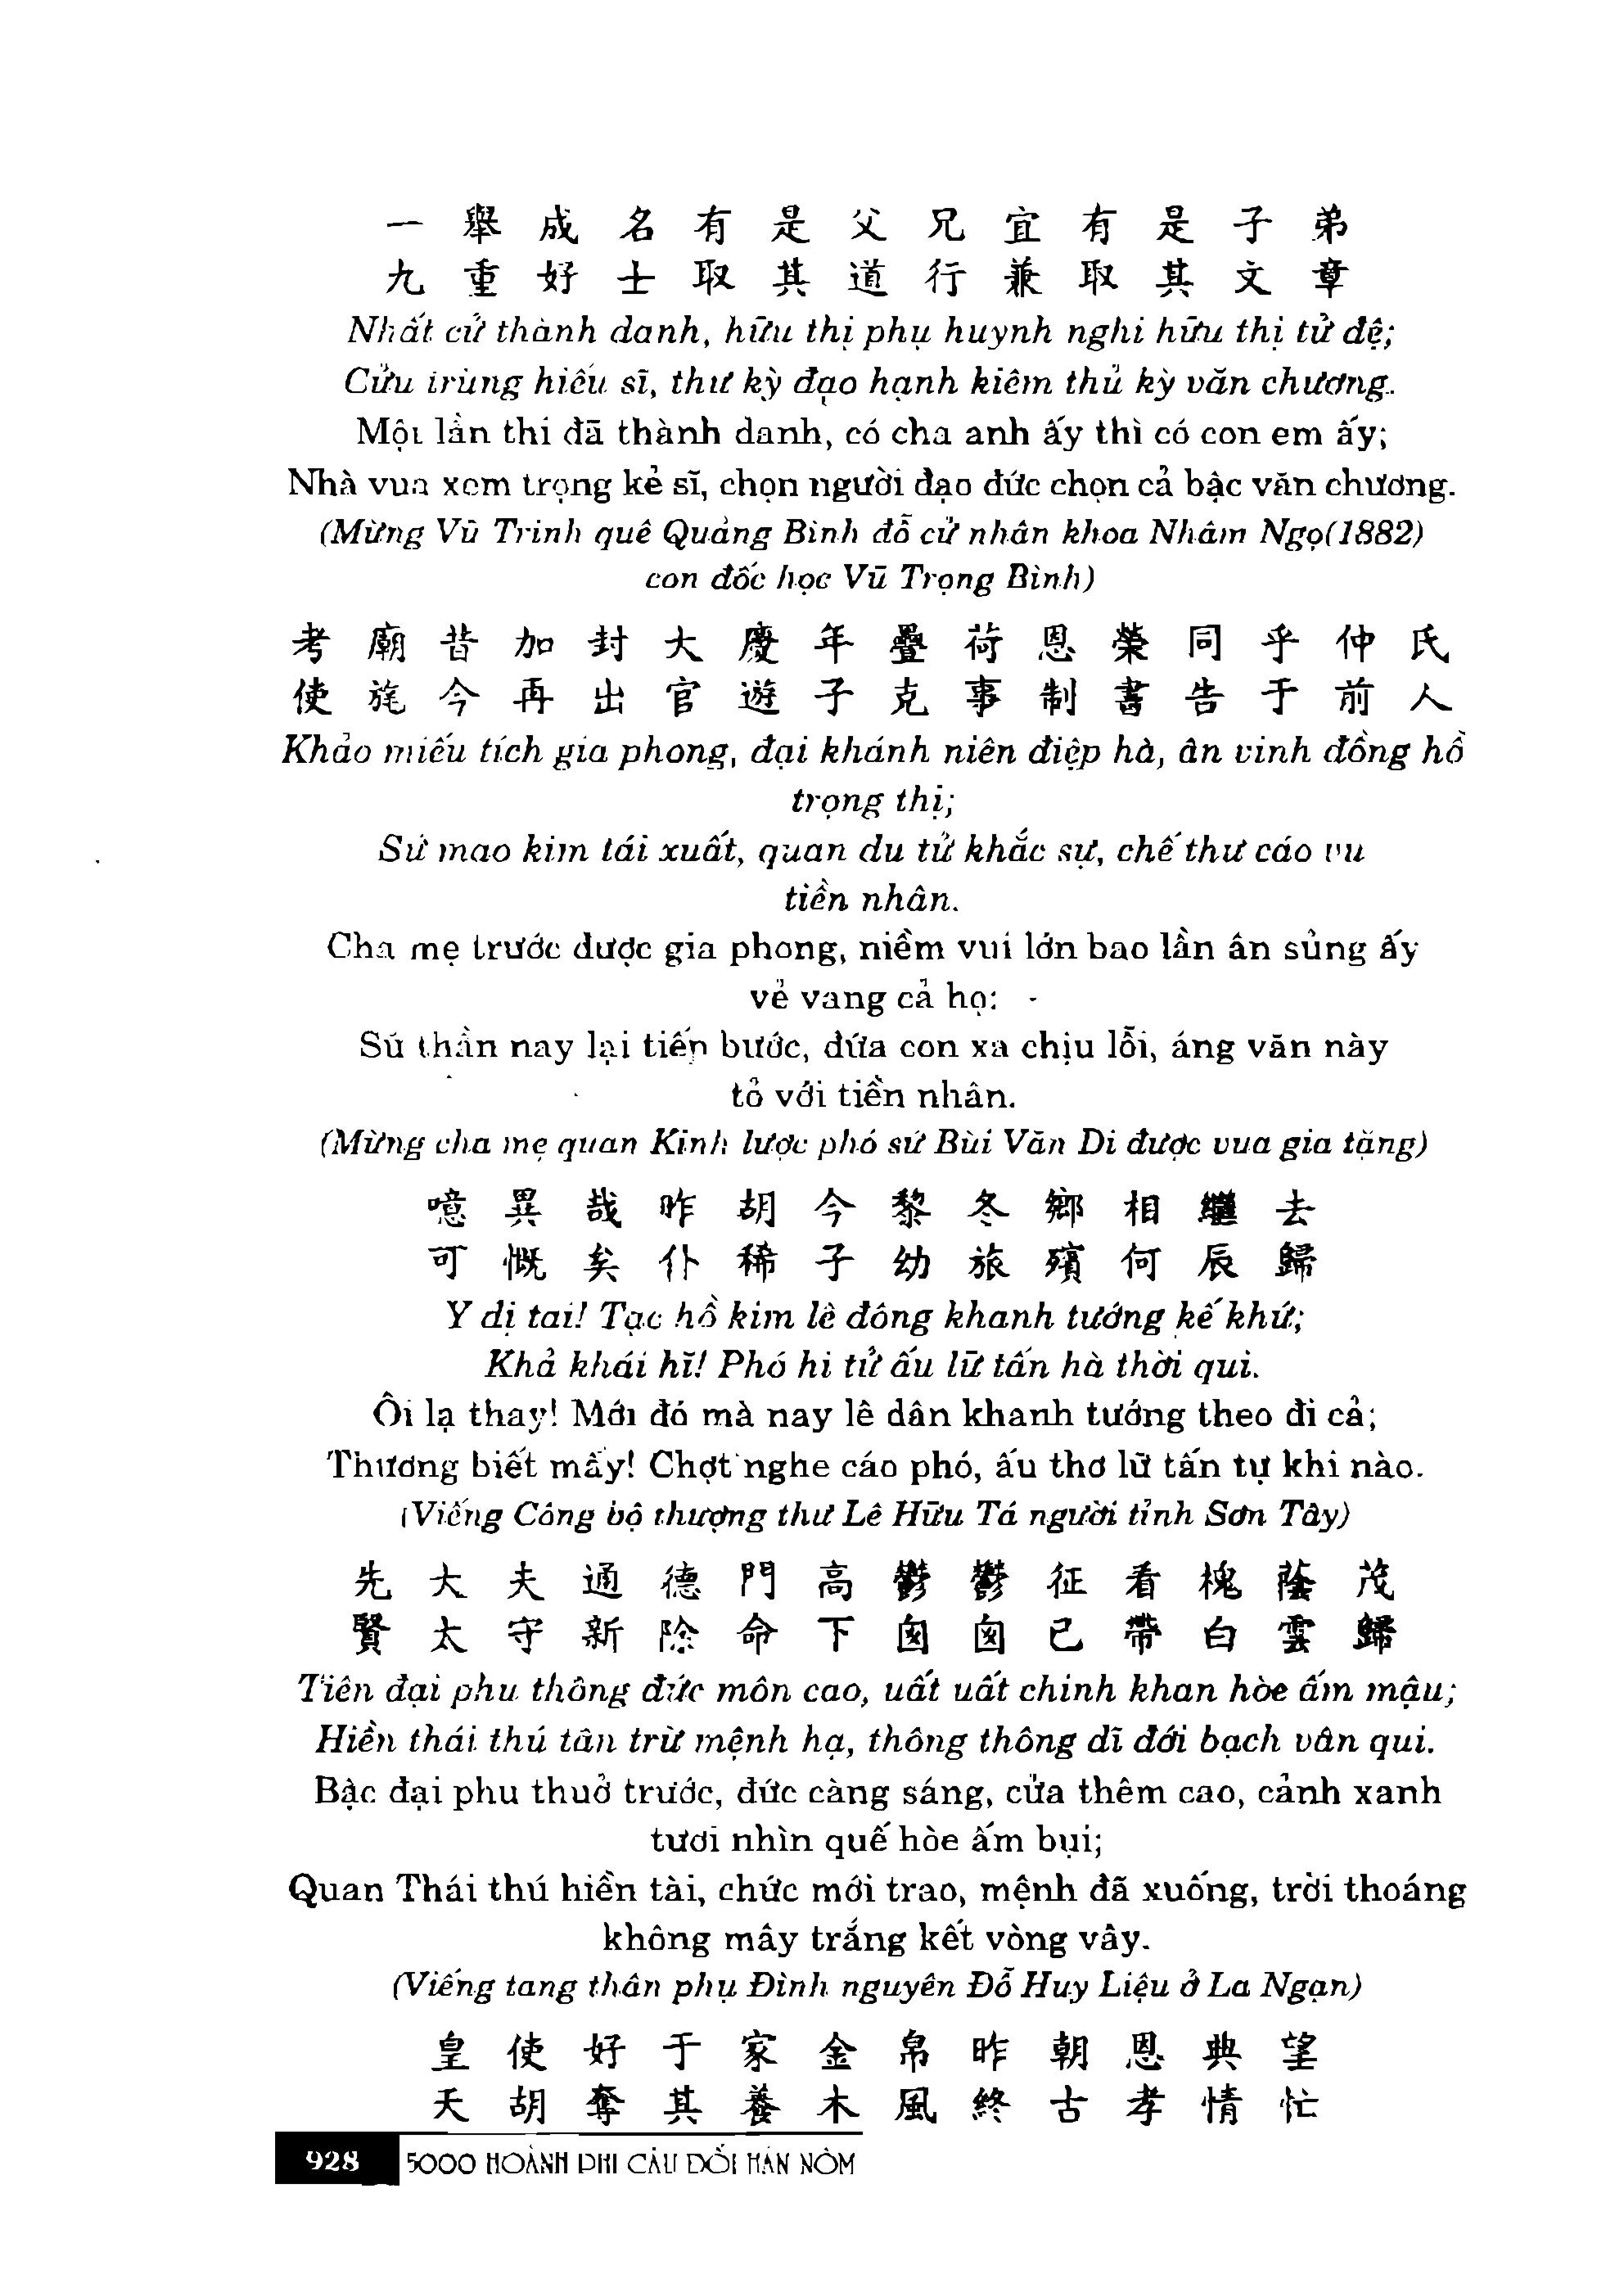 一舉成名有是父兄宜有是子弟
九重好士取其道行兼取其文章
Nhất cử thành danh, hữu thị phụ huynh nghi hữu thị tử đệ;
Cửu trùng hiếu sĩ, thư kỳ đạo hạnh kiêm thủ kỳ văn chương.
Một lần thi đã thành danh, có cha anh ấy thì có con em ấy;
Nhà vua xem trọng kẻ sĩ, chọn người đạo đức chọn cả bậc văn chương.
(Mừng Vũ Trinh quê Quảng Bình đỗ cử nhân khoa Nhâm Ngọ(1882)
con đốc học Vũ Trọng Bình)
考廟昔加封大慶年疊荷恩榮同乎仲氏
使旄今再出官遊子克事制書告于前人
Khảo miếu tích gia phong, đại khánh niên điệp hà, ân vinh đồng hồ
trọng thị;
Sứ mao kim tái xuất, quan du tử khắc sự, chế thư cáo vu
tiền nhân.
Cha mẹ trước được gia phong, niềm vui lớn bao lần ân sủng ấy
vẻ vang cả họ:
Sứ thần nay lại tiếp bước, đứa con xa chịu lỗi, áng văn này
tỏ với tiền nhân.
(Mừng cha mẹ quan Kinh lược phó sứ Bùi Văn Di được vua gia tặng)
噫異哉昨胡今黎冬鄉相繼去
可慨矣仆稀子幼旅殯何辰歸
Y dị tai! Tạc hồ kim lê đông khanh tướng kế khứ;
Khả khái hĩ! Phó hi tử ấu lữ tấn hà thời qui.
Ôi lạ thay! Mới đó mà nay lê dân khanh tướng theo đi cả;
Thương biết mấy! Chợt nghe cáo phó, ấu thơ lữ tấn tự khi nào.
(Viếng Công bộ thượng thư Lê Hữu Tá người tỉnh Sơn Tây)
先大夫通德門高鬱鬱征看槐蔭茂
賢太守新除命下囪囪已帶白雲歸
Tiên đại phu thông đức môn cao, uất uất chinh khan hòe ấm mậu;
Hiền thái thú tân trừ mệnh hạ, thông thông dĩ đới bạch vân qui.
Bậc đại phu thuở trước, đức càng sáng, cửa thêm cao, cảnh xanh
tươi nhìn quế hòe ấm bụi;
Quan Thái thú hiền tài, chức mới trao, mệnh đã xuống, trời thoáng
không mây trắng kết vòng vây.
(Viếng tang thân phụ Đình nguyên Đỗ Huy Liệu ở La Ngạn)
皇使好于家金帛昨朝恩典望
天胡奪其養木風終古孝情忙
928 5000 HOÀNH PHI CÂU ĐỐI HÁN NÔM